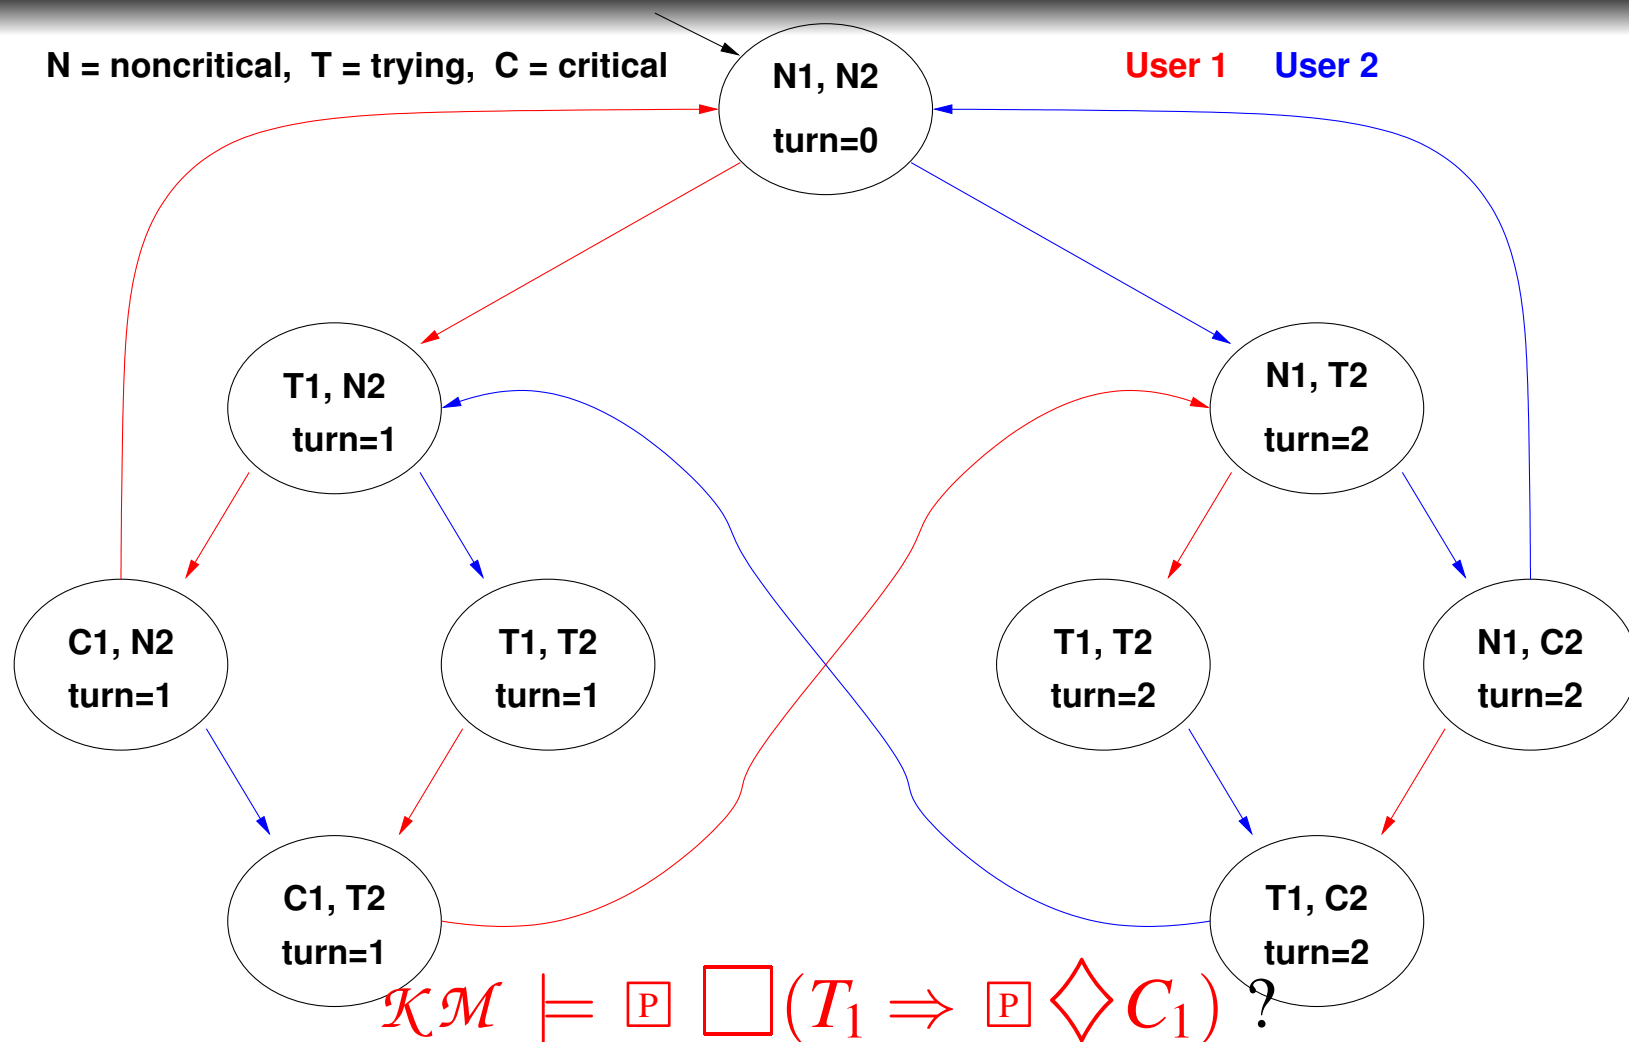 N = noncritical, T = trying, C = critical
User 1 User 2
N1, N2
turn=0
T1, N2
turn=1
N1, T2
turn=2
C1, N2
turn=1
T1, T2
turn=1
T1, T2
turn=2
N1, C2
turn=2
C1, T2
turn=1
T1, C2
turn=2
𝒦ℳ ⊨ 🄿 □(T₁ ⇒ 🄿 ◇C₁) ?